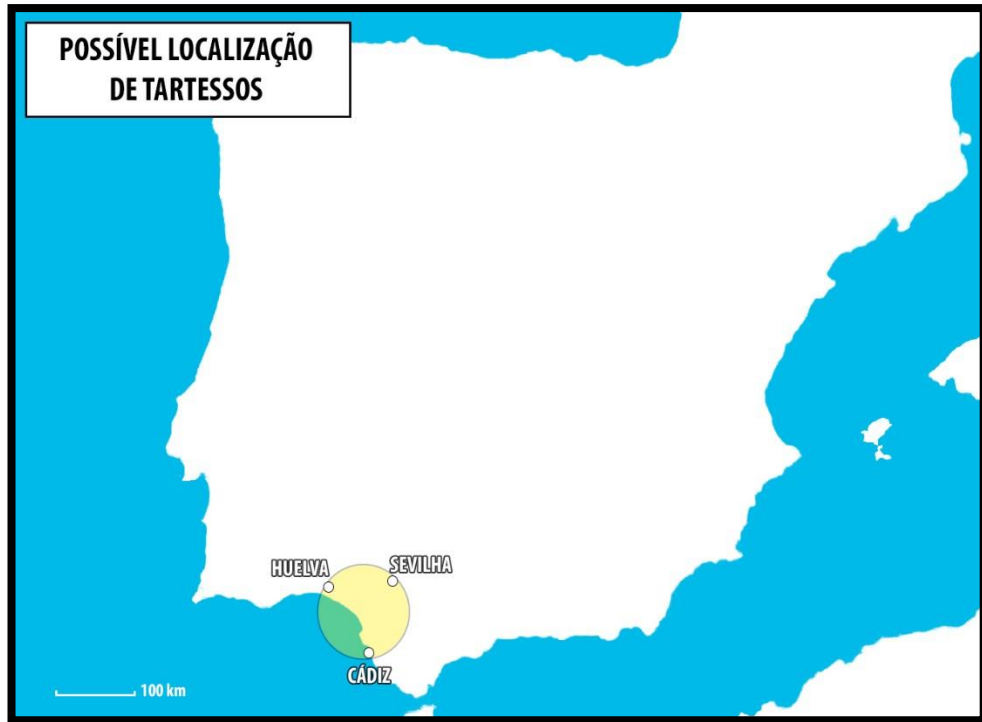 POSSÍVEL LOCALIZAÇÃO
DE TARTESSOS
HUELVA
SEVILHA
CÁDIZ
100 km